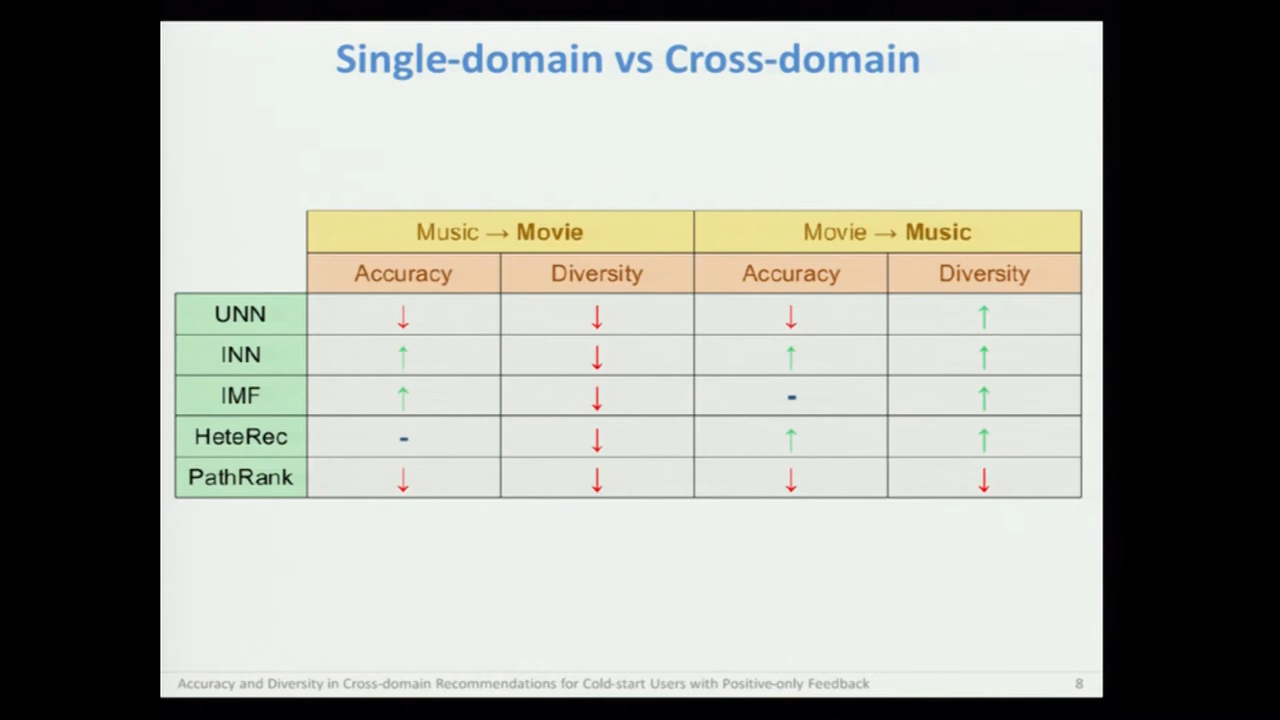 Single-domain vs Cross-domain
Music → Movie Movie → Music
Accuracy Diversity Accuracy Diversity
UNN ↓ ↓ ↓ ↑
INN ↑ ↓ ↑ ↑
IMF ↑ ↓ - ↑
HeteRec - ↓ ↑ ↑
PathRank ↓ ↓ ↓ ↓
Accuracy and Diversity in Cross-domain Recommendations for Cold-start Users with Positive-only Feedback 8